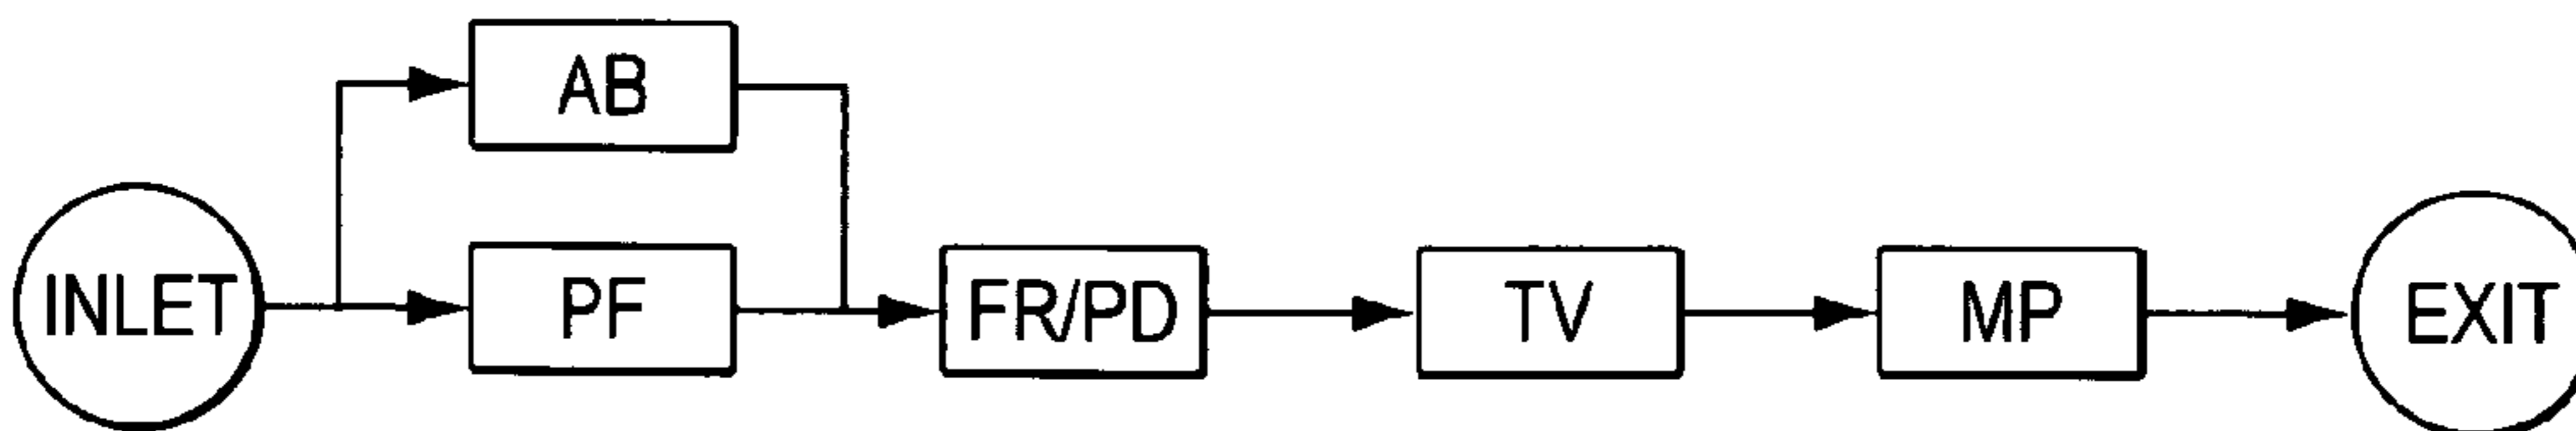 AB
INLET
PF
FR/PD
TV
MP
EXIT